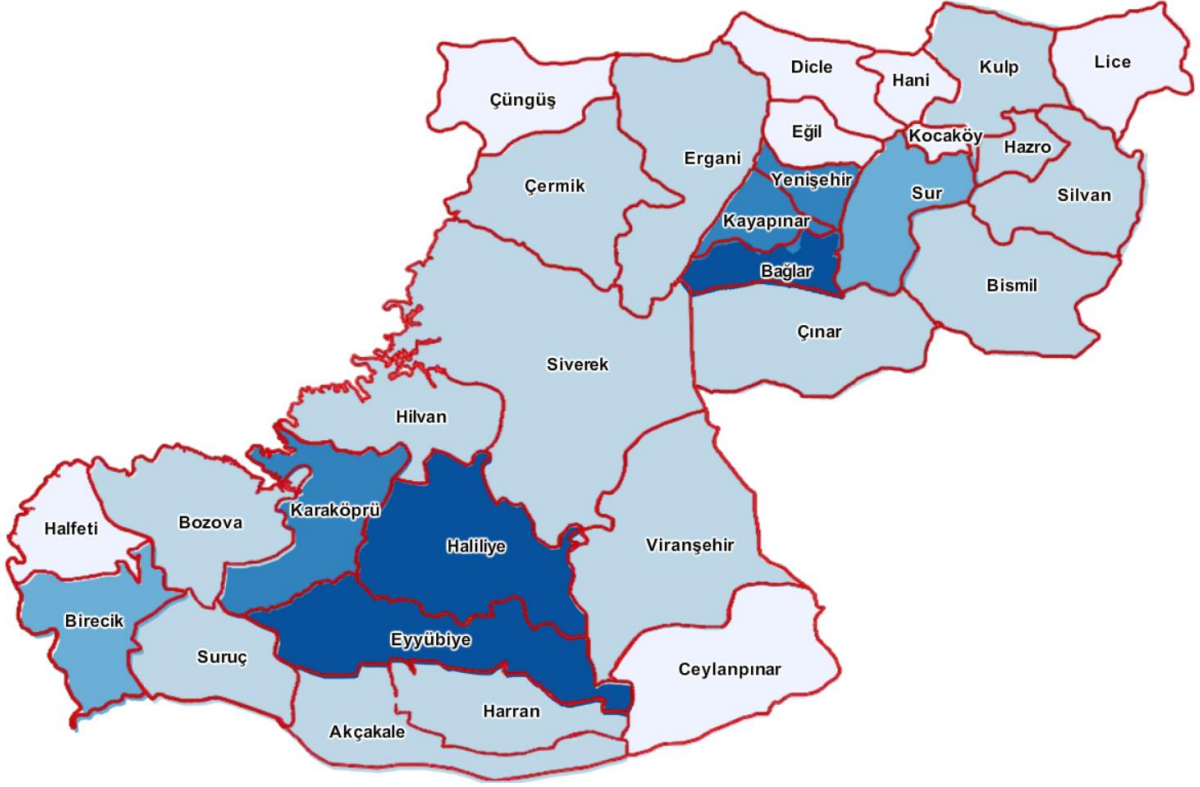 Lice
Dicle
Kulp
Hani
Çüngüş
Eğil
Kocaköy
Hazro
Ergani
Yenişehir
Çermik
Sur
Silvan
Kayapınar
Bağlar
Bismil
Çınar
Siverek
Hilvan
Karaköprü
Bozova
Halfeti
Haliliye
Viranşehir
Birecik
Eyyübiye
Suruç
Ceylanpınar
Harran
Akçakale